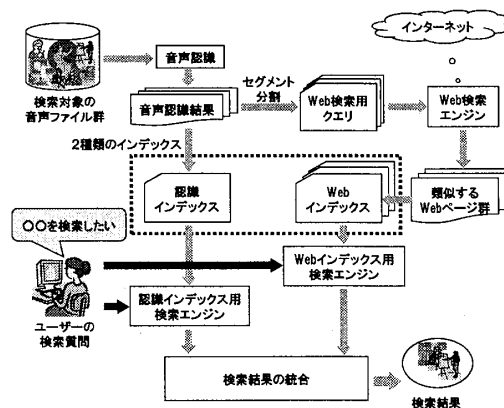 インターネット
音声認識
検索対象の
音声ファイル群
セグメント
分割
音声認識結果
Web検索用
クエリ
Web検索
エンジン
2種類のインデックス
認識
インデックス
Web
インデックス
類似する
Webページ群
〇〇を検索したい
Webインデックス用
検索エンジン
認識インデックス用
検索エンジン
ユーザーの
検索質問
検索結果の統合
検索結果